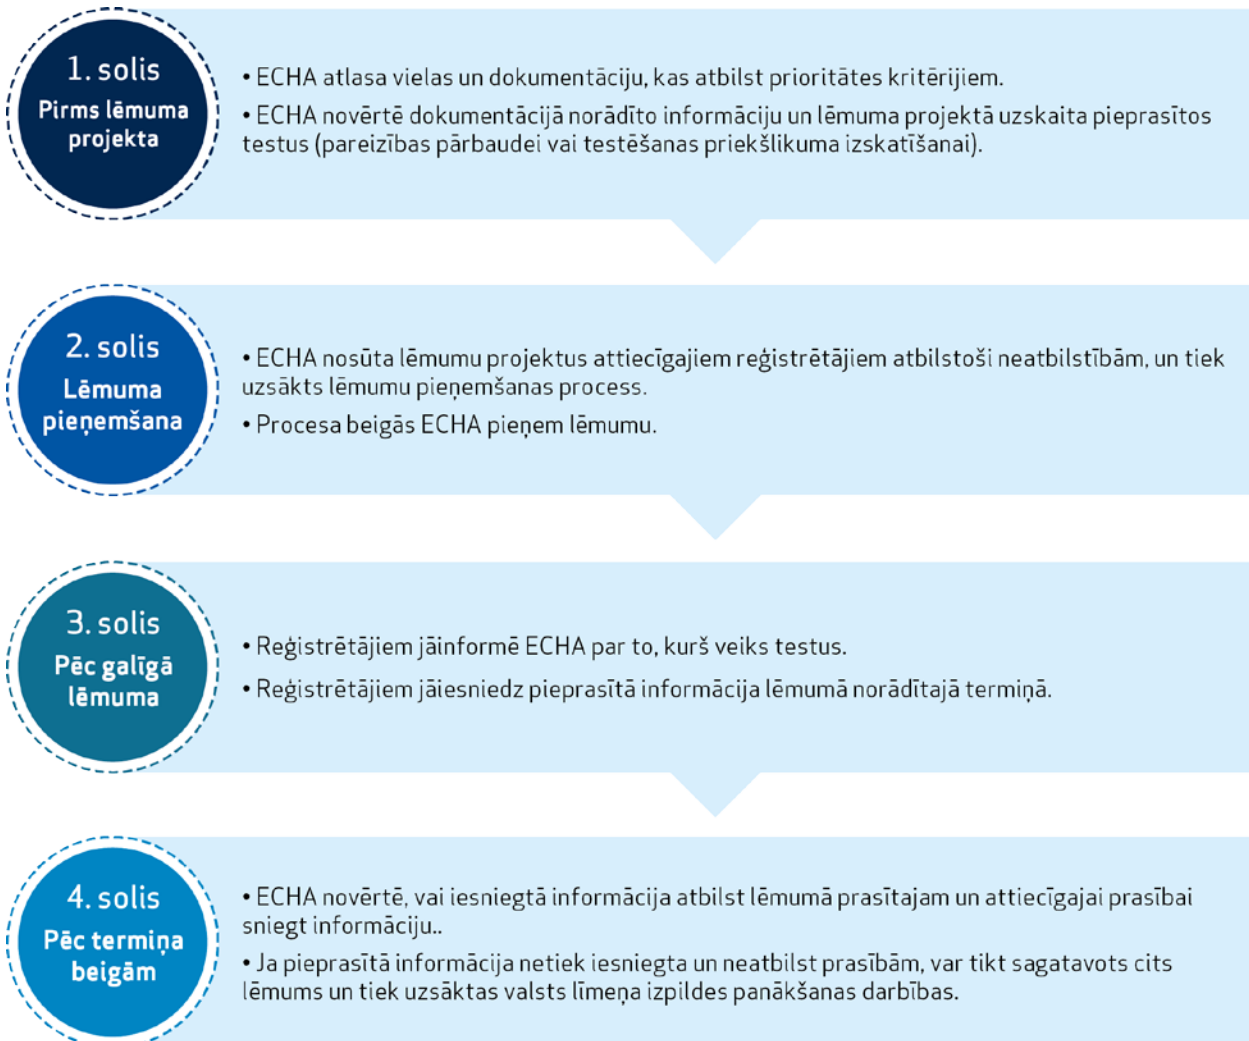 1. solis
Pirms lēmuma
projekta
• ECHA atlasa vielas un dokumentāciju, kas atbilst prioritātes kritērijiem.
• ECHA novērtē dokumentācijā norādīto informāciju un lēmuma projektā uzskaita pieprasītos
testus (pareizības pārbaudei vai testēšanas priekšlikuma izskatīšanai).
2. solis
Lēmuma
pieņemšana
• ECHA nosūta lēmumu projektus attiecīgajiem reģistrētājiem atbilstoši neatbilstībām, un tiek
uzsākts lēmumu pieņemšanas process.
• Procesa beigās ECHA pieņem lēmumu.
3. solis
Pēc galīgā
lēmuma
• Reģistrētājiem jāinformē ECHA par to, kurš veiks testus.
• Reģistrētājiem jāiesniedz pieprasītā informācija lēmumā norādītajā termiņā.
4. solis
Pēc termiņa
beigām
• ECHA novērtē, vai iesniegtā informācija atbilst lēmumā prasītajam un attiecīgajai prasībai
sniegt informāciju..
• Ja pieprasītā informācija netiek iesniegta un neatbilst prasībām, var tikt sagatavots cits
lēmums un tiek uzsāktas valsts līmeņa izpildes panākšanas darbības.